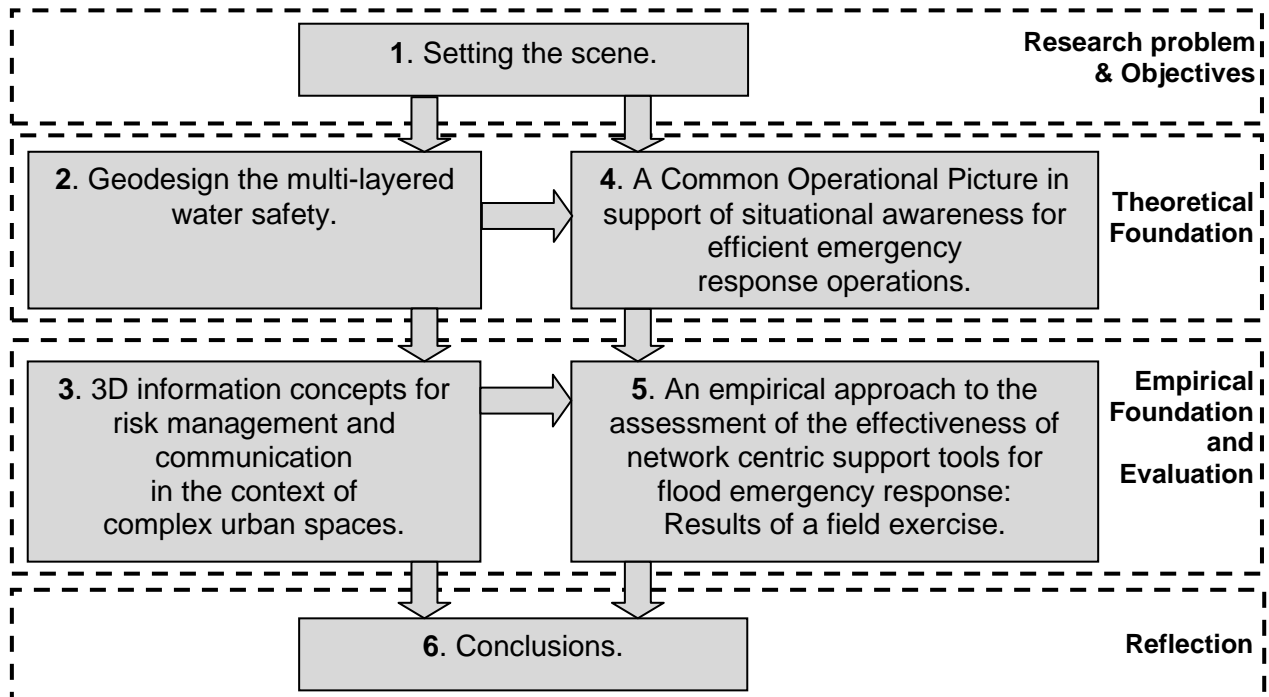 1. Setting the scene.
Research problem
& Objectives
2. Geodesign the multi-layered
water safety.
4. A Common Operational Picture in
support of situational awareness for
efficient emergency
response operations.
Theoretical
Foundation
3. 3D information concepts for
risk management and
communication
in the context of
complex urban spaces.
5. An empirical approach to the
assessment of the effectiveness of
network centric support tools for
flood emergency response:
Results of a field exercise.
Empirical
Foundation
and
Evaluation
6. Conclusions.
Reflection